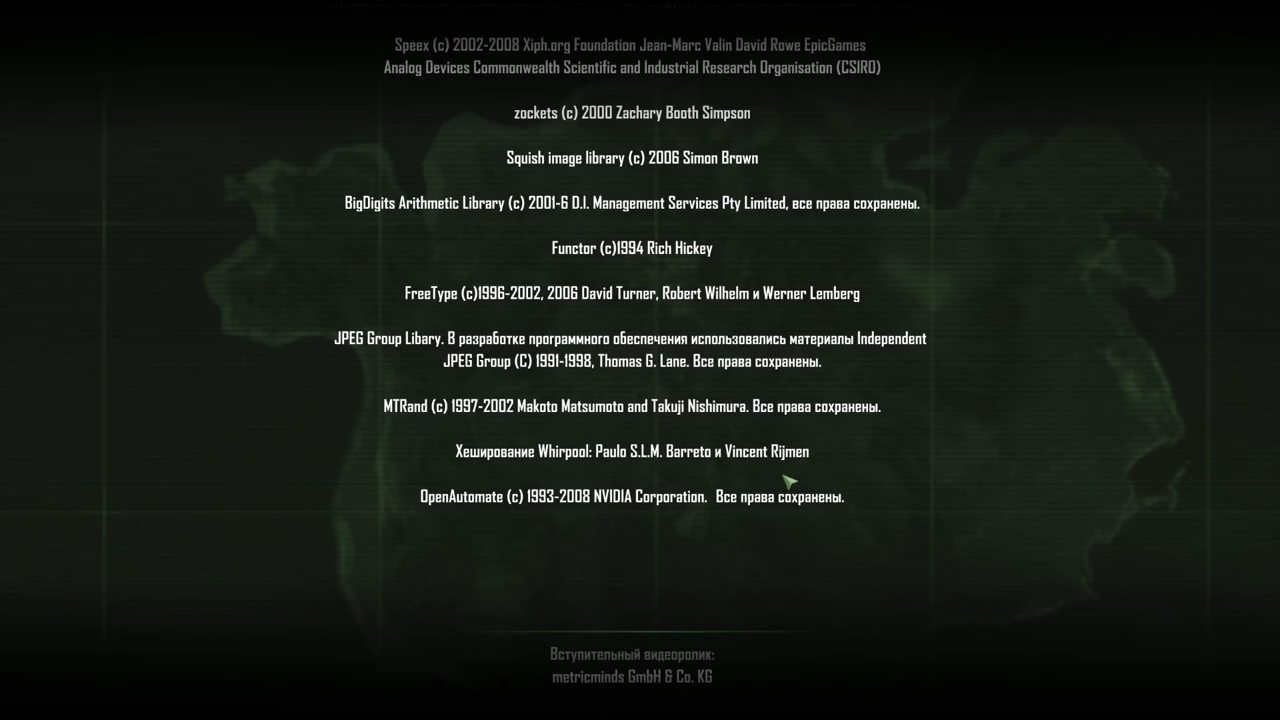 Speex (c) 2002-2008 Xiph.org Foundation Jean-Marc Valin David Rowe EpicGames
Analog Devices Commonwealth Scientific and Industrial Research Organisation (CSIRO)
zockets (c) 2000 Zachary Booth Simpson
Squish image library (c) 2006 Simon Brown
BigDigits Arithmetic Library (c) 2001-6 D.I. Management Services Pty Limited, все права сохранены.
Functor (c)1994 Rich Hickey
FreeType (c)1996-2002, 2006 David Turner, Robert Wilhelm и Werner Lemberg
JPEG Group Libary. В разработке программного обеспечения использовались материалы Independent
JPEG Group (C) 1991-1998, Thomas G. Lane. Все права сохранены.
MTRand (c) 1997-2002 Makoto Matsumoto and Takuji Nishimura. Все права сохранены.
Хеширование Whirpool: Paulo S.L.M. Barreto и Vincent Rijmen
OpenAutomate (c) 1993-2008 NVIDIA Corporation.  Все права сохранены.
Вступительный видеоролик:
metricminds GmbH & Co. KG